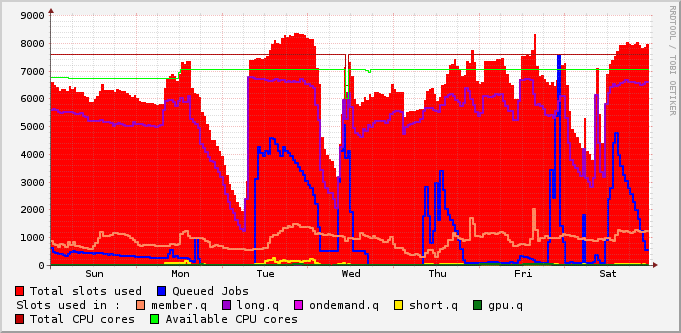 9000
8000
7000
6000
5000
4000
3000
2000
1000
0
Sun Mon Tue Wed Thu Fri Sat
Total slots used Queued Jobs
Slots used in : member.q long.q ondemand.q short.q gpu.q
Total CPU cores Available CPU cores
RRDTOOL / TOBI OETIKER